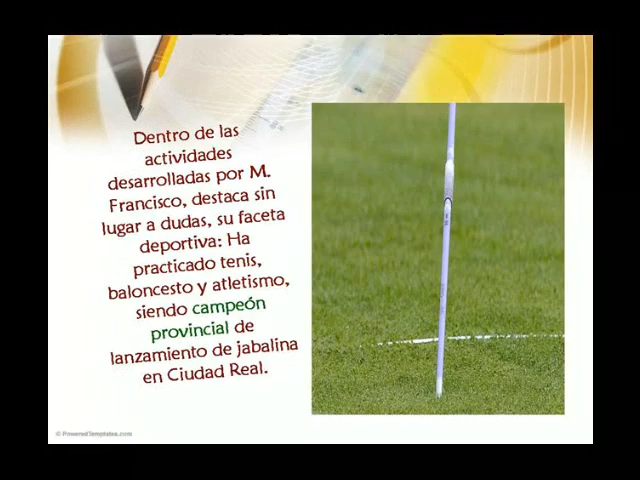 Dentro de las
actividades
desarrolladas por M.
Francisco, destaca sin
lugar a dudas, su faceta
deportiva: Ha
practicado tenis,
baloncesto y atletismo,
siendo campeón
provincial de
lanzamiento de jabalina
en Ciudad Real.
© PoweredTemplates.com